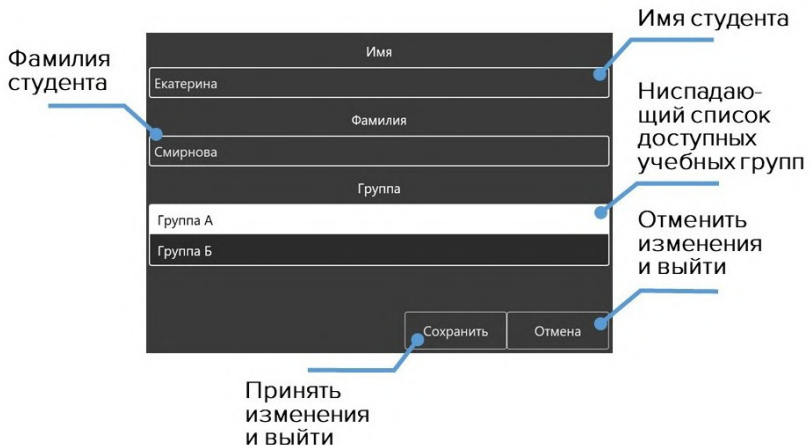 Имя студента
Фамилия
студента
Имя
Екатерина
Фамилия
Смирнова
Группа
Группа А
Группа Б
Сохранить
Отмена
Ниспадаю-
щий список
доступных
учебных групп
Отменить
изменения
и выйти
Принять
изменения
и выйти